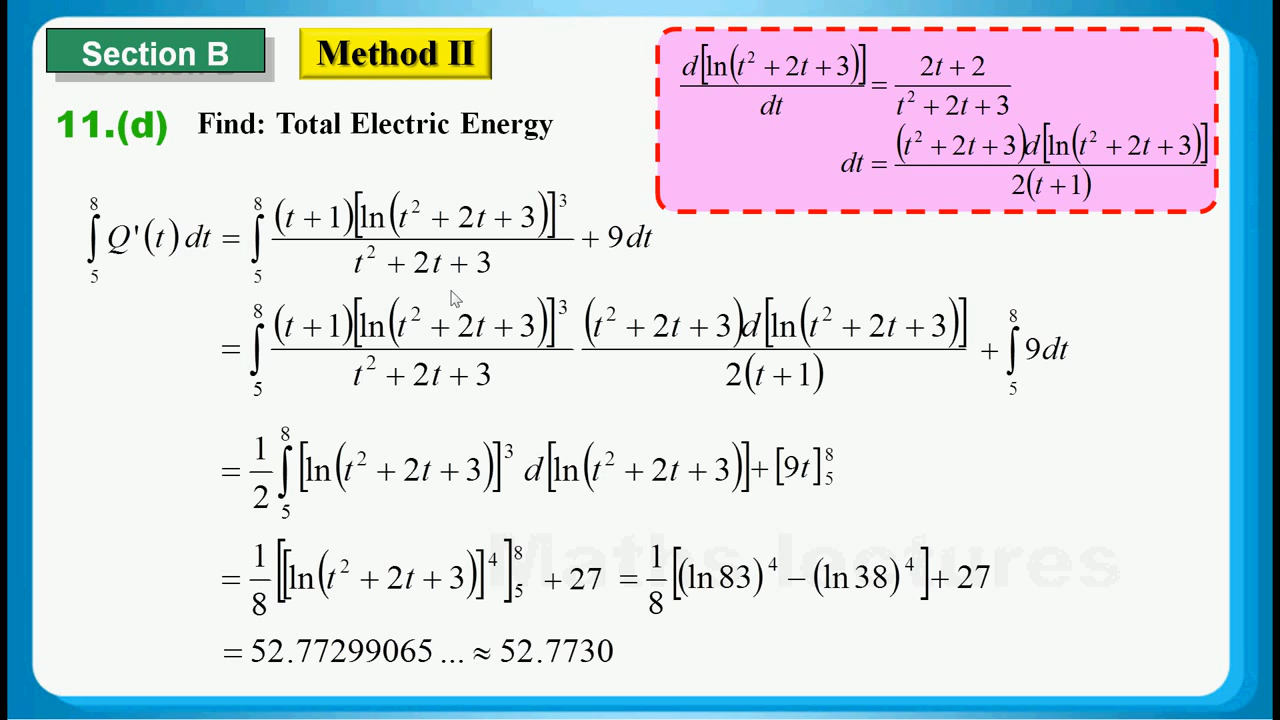 Section B
Method II
d[ln(t² + 2t + 3)]/dt = (2t + 2)/(t² + 2t + 3)
dt = (t² + 2t + 3)d[ln(t² + 2t + 3)]/2(t + 1)
11.(d) Find: Total Electric Energy
∫₅⁸ Q'(t) dt = ∫₅⁸ (t + 1)[ln(t² + 2t + 3)]³/(t² + 2t + 3) + 9dt
= ∫₅⁸ (t + 1)[ln(t² + 2t + 3)]³/(t² + 2t + 3) (t² + 2t + 3)d[ln(t² + 2t + 3)]/2(t + 1) + ∫₅⁸ 9dt
= 1/2 ∫₅⁸ [ln(t² + 2t + 3)]³ d[ln(t² + 2t + 3)] + [9t]₅⁸
= 1/8 [[ln(t² + 2t + 3)]⁴]₅⁸ + 27 = 1/8 [(ln 83)⁴ − (ln 38)⁴] + 27
= 52.77299065 ... ≈ 52.7730
Maths lectures